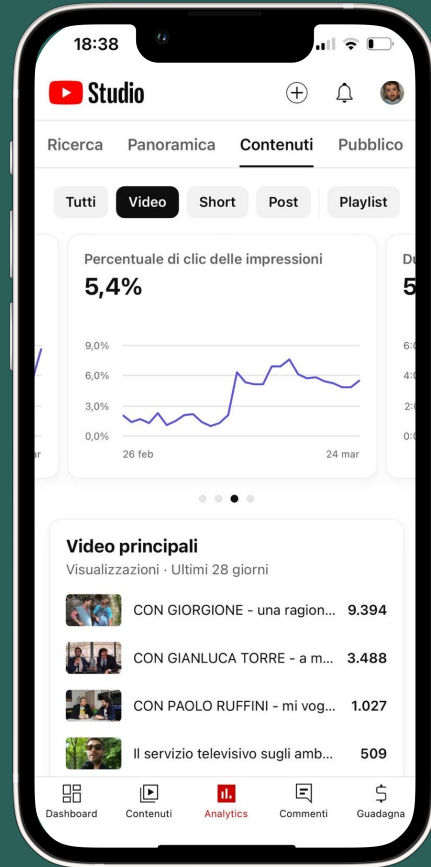 18:38
Studio
Ricerca Panoramica Contenuti Pubblico
Tutti Video Short Post Playlist
Percentuale di clic delle impressioni
5,4%
9,0%
6,0%
3,0%
0,0%
26 feb 24 mar
Video principali
Visualizzazioni · Ultimi 28 giorni
CON GIORGIONE - una ragion... 9.394
CON GIANLUCA TORRE - a m... 3.488
CON PAOLO RUFFINI - mi vog... 1.027
Il servizio televisivo sugli amb... 509
Dashboard Contenuti Analytics Commenti Guadagna